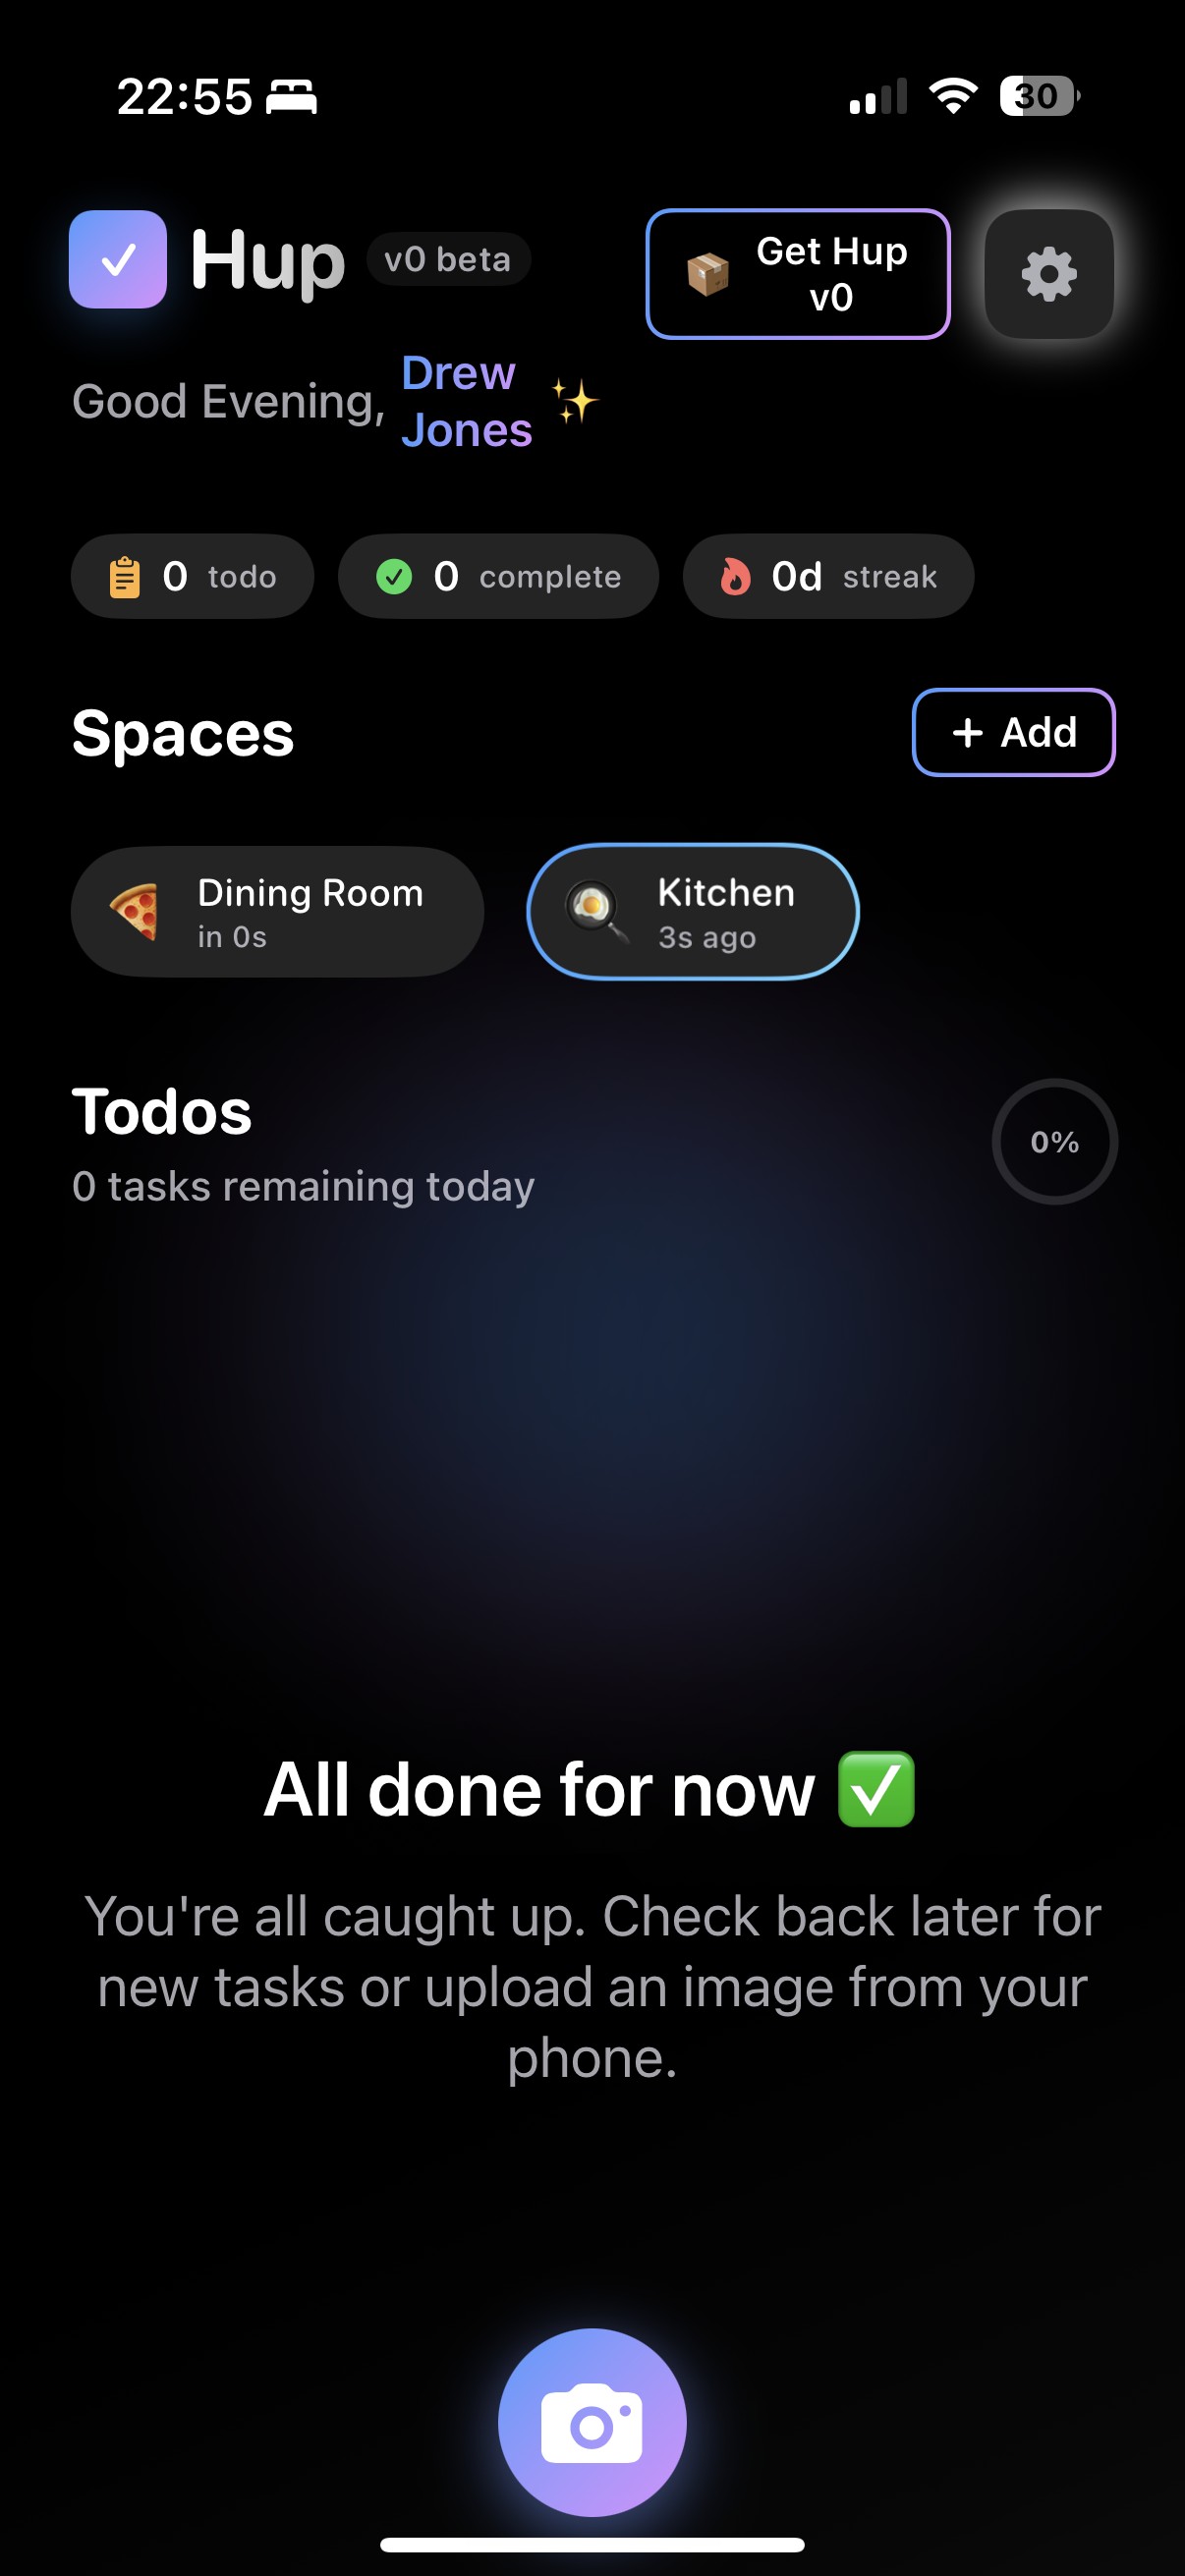 22:55
30
Hup v0 beta
Get Hup
v0
Good Evening,
Drew
Jones
0 todo
0 complete
0d streak
Spaces
+ Add
Dining Room
in 0s
Kitchen
3s ago
Todos
0 tasks remaining today
0%
All done for now
You're all caught up. Check back later for
new tasks or upload an image from your
phone.